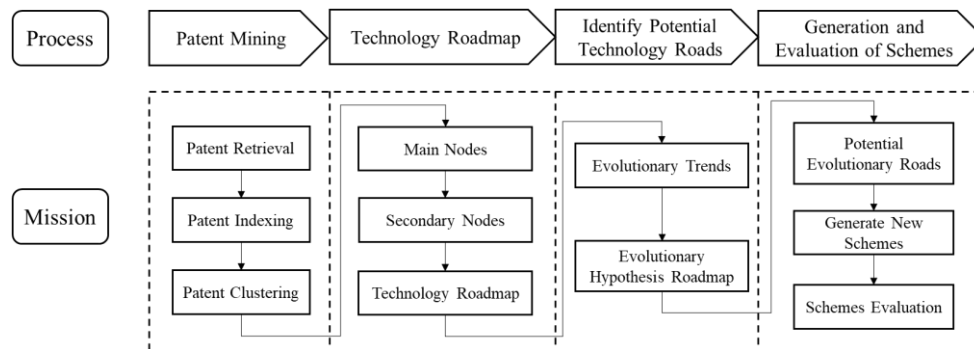 Process
Patent Mining
Technology Roadmap
Identify Potential
Technology Roads
Generation and
Evaluation of Schemes
Mission
Patent Retrieval
Patent Indexing
Patent Clustering
Main Nodes
Secondary Nodes
Technology Roadmap
Evolutionary Trends
Evolutionary
Hypothesis Roadmap
Potential
Evolutionary Roads
Generate New
Schemes
Schemes Evaluation